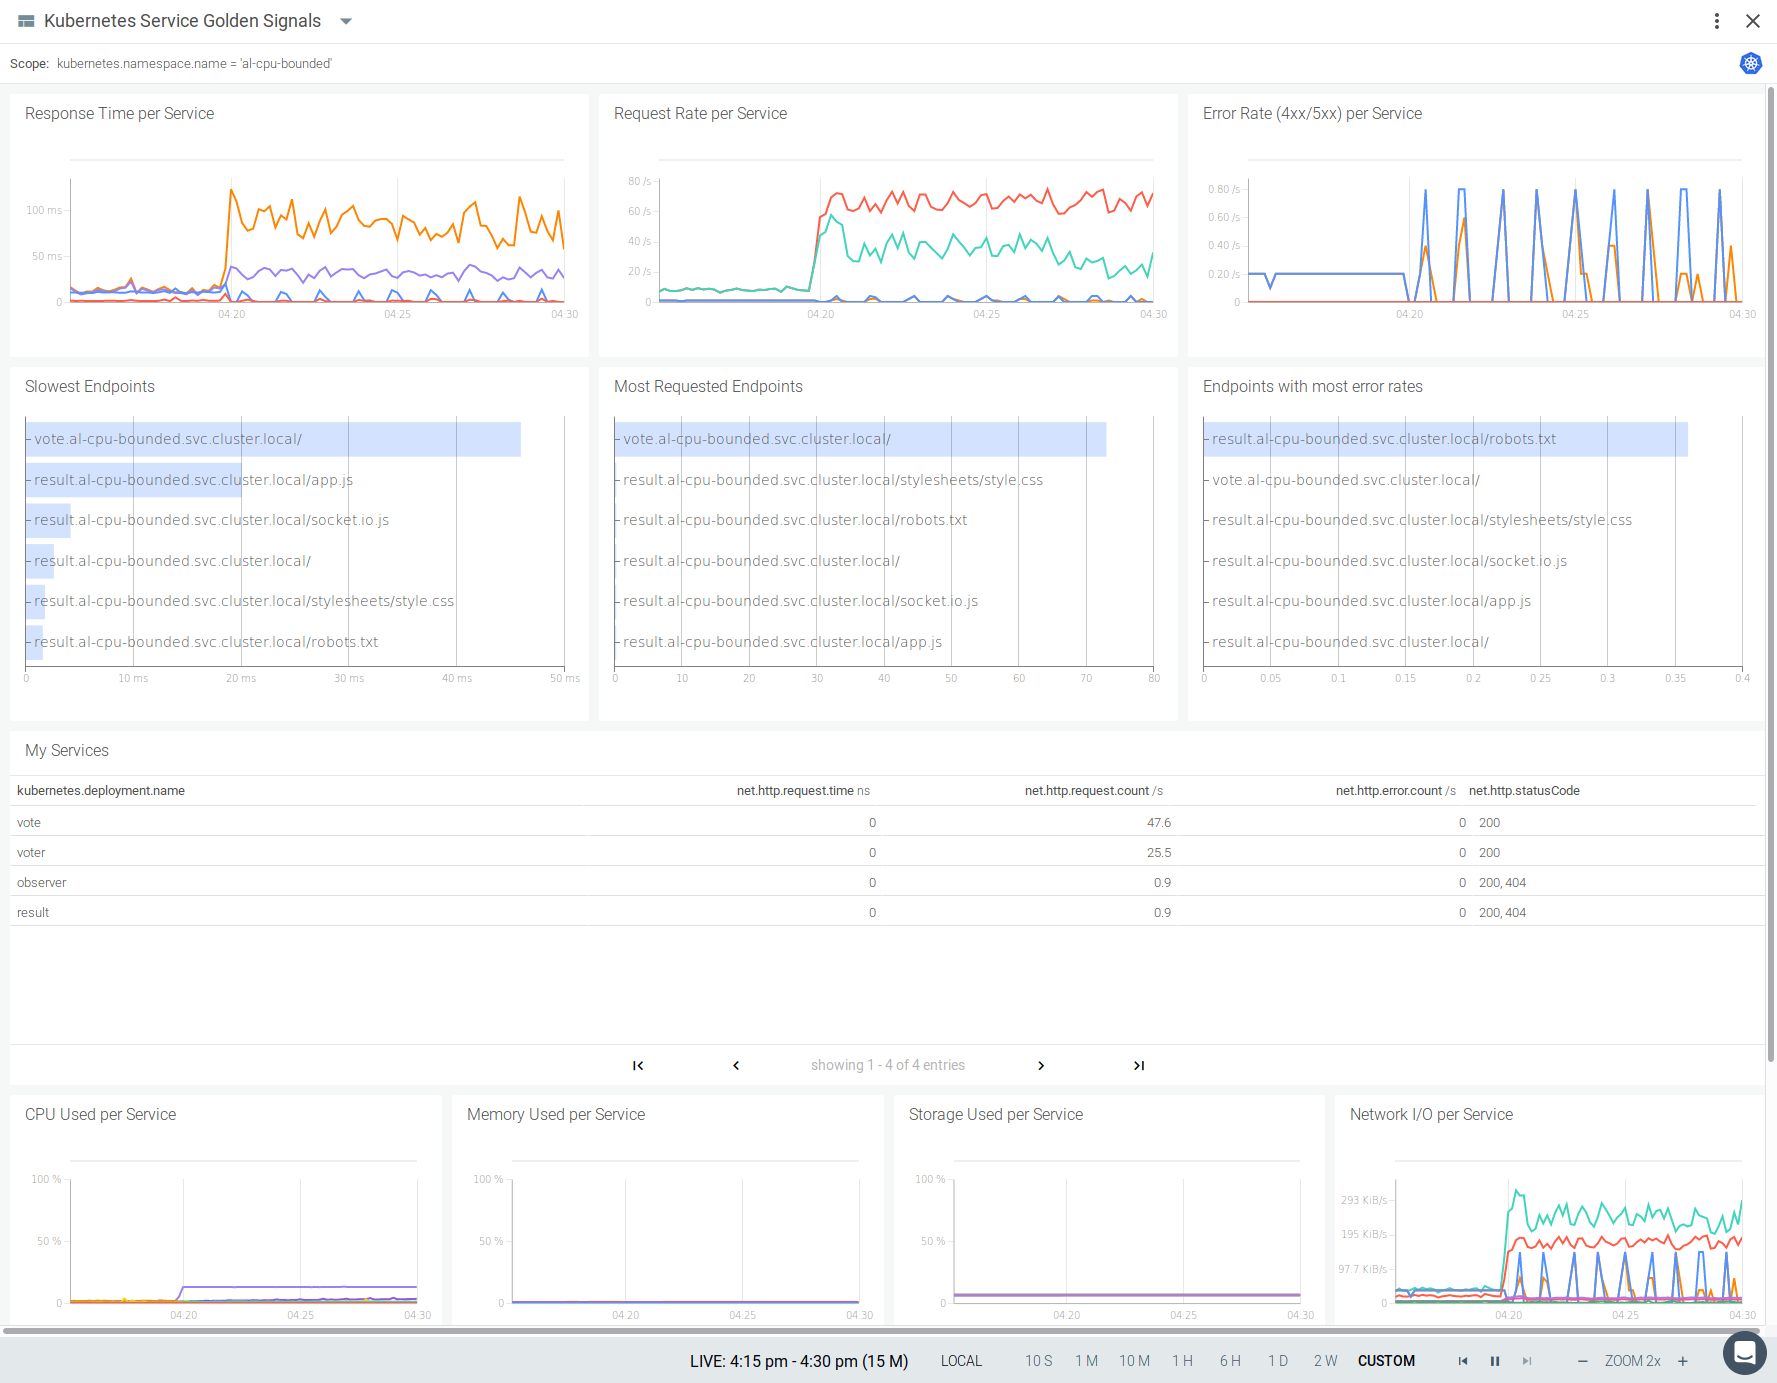 Kubernetes Service Golden Signals
Scope: kubernetes.namespace.name = 'al-cpu-bounded'
Response Time per Service
100 ms
50 ms
0
04:20 04:25 04:30
Request Rate per Service
80 /s
60 /s
40 /s
20 /s
0
04:20 04:25 04:30
Error Rate (4xx/5xx) per Service
0.80 /s
0.60 /s
0.40 /s
0.20 /s
0
04:20 04:25 04:30
Slowest Endpoints
vote.al-cpu-bounded.svc.cluster.local/
result.al-cpu-bounded.svc.cluster.local/app.js
result.al-cpu-bounded.svc.cluster.local/socket.io.js
result.al-cpu-bounded.svc.cluster.local/
result.al-cpu-bounded.svc.cluster.local/stylesheets/style.css
result.al-cpu-bounded.svc.cluster.local/robots.txt
0 10 ms 20 ms 30 ms 40 ms 50 ms
Most Requested Endpoints
vote.al-cpu-bounded.svc.cluster.local/
result.al-cpu-bounded.svc.cluster.local/stylesheets/style.css
result.al-cpu-bounded.svc.cluster.local/robots.txt
result.al-cpu-bounded.svc.cluster.local/
result.al-cpu-bounded.svc.cluster.local/socket.io.js
result.al-cpu-bounded.svc.cluster.local/app.js
0 10 20 30 40 50 60 70 80
Endpoints with most error rates
result.al-cpu-bounded.svc.cluster.local/robots.txt
vote.al-cpu-bounded.svc.cluster.local/
result.al-cpu-bounded.svc.cluster.local/stylesheets/style.css
result.al-cpu-bounded.svc.cluster.local/socket.io.js
result.al-cpu-bounded.svc.cluster.local/app.js
result.al-cpu-bounded.svc.cluster.local/
0 0.05 0.1 0.15 0.2 0.25 0.3 0.35 0.4
My Services
kubernetes.deployment.name net.http.request.time ns net.http.request.count /s net.http.error.count /s net.http.statusCode
vote 0 47.6 0 200
voter 0 25.5 0 200
observer 0 0.9 0 200, 404
result 0 0.9 0 200, 404
showing 1 - 4 of 4 entries
CPU Used per Service
100 %
50 %
0
04:20 04:25 04:30
Memory Used per Service
100 %
50 %
0
04:20 04:25 04:30
Storage Used per Service
100 %
50 %
0
04:20 04:25 04:30
Network I/O per Service
293 KiB/s
195 KiB/s
97.7 KiB/s
0
04:20 04:25 04:30
LIVE: 4:15 pm - 4:30 pm (15 M) LOCAL 10 S 1 M 10 M 1 H 6 H 1 D 2 W CUSTOM ZOOM 2x